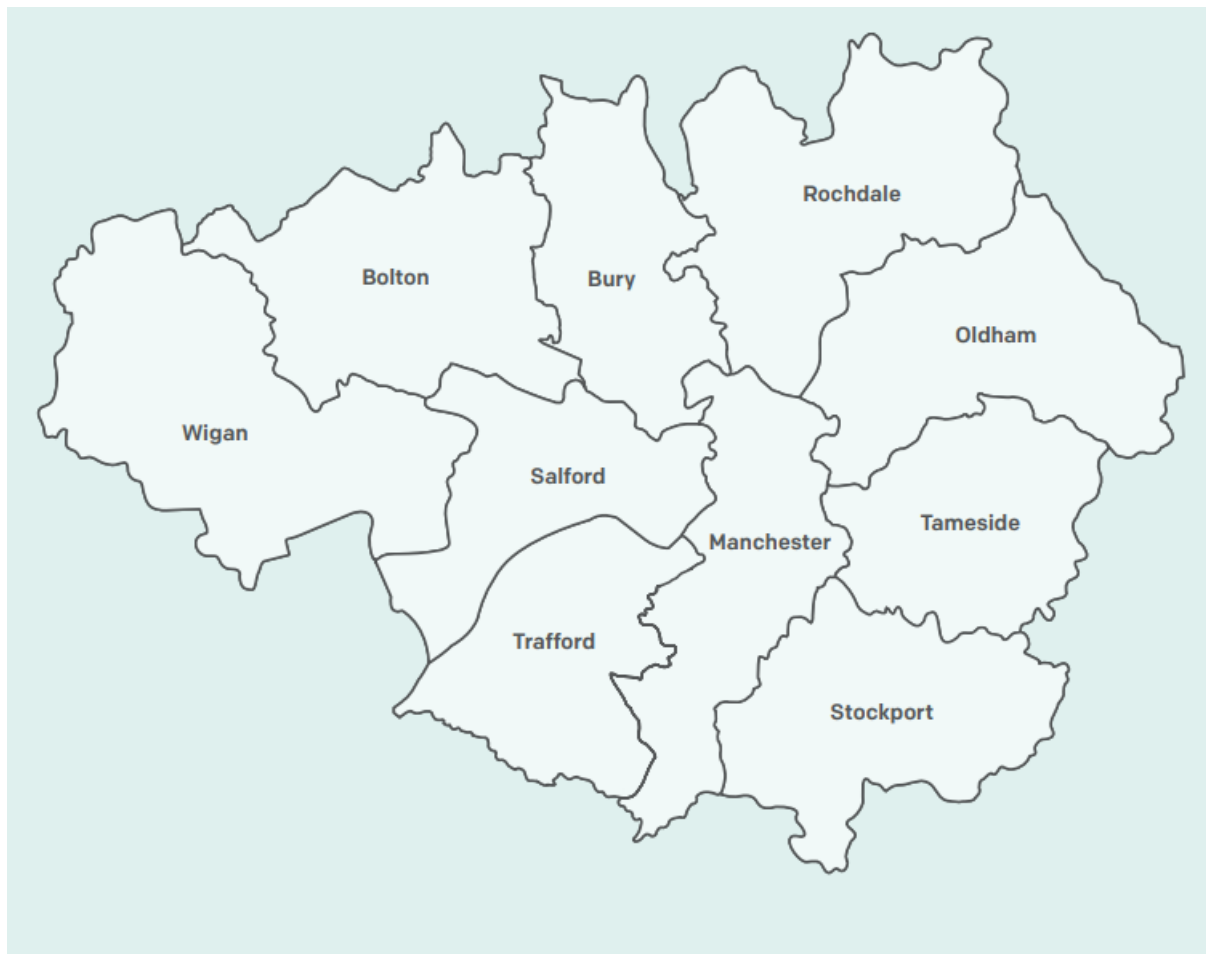 Rochdale
Bolton
Bury
Oldham
Wigan
Salford
Tameside
Manchester
Trafford
Stockport